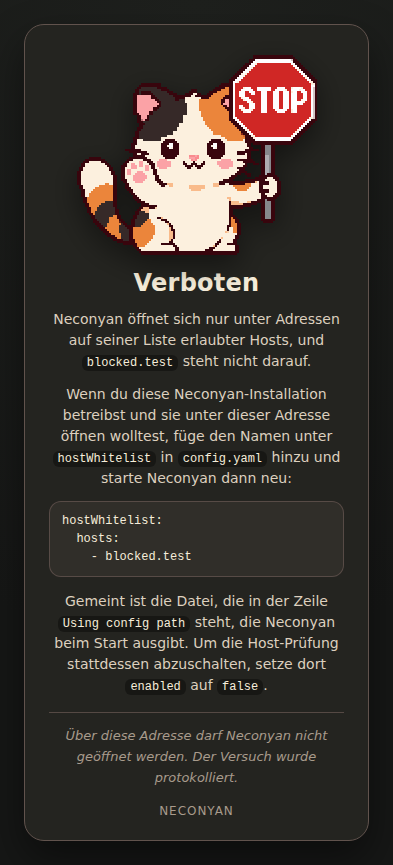 STOP
Verboten
Neconyan öffnet sich nur unter Adressen
auf seiner Liste erlaubter Hosts, und
blocked.test steht nicht darauf.
Wenn du diese Neconyan-Installation
betreibst und sie unter dieser Adresse
öffnen wolltest, füge den Namen unter
hostWhitelist in config.yaml hinzu und
starte Neconyan dann neu:
hostWhitelist:
  hosts:
    - blocked.test
Gemeint ist die Datei, die in der Zeile
Using config path steht, die Neconyan
beim Start ausgibt. Um die Host-Prüfung
stattdessen abzuschalten, setze dort
enabled auf false.
Über diese Adresse darf Neconyan nicht
geöffnet werden. Der Versuch wurde
protokolliert.
NECONYAN